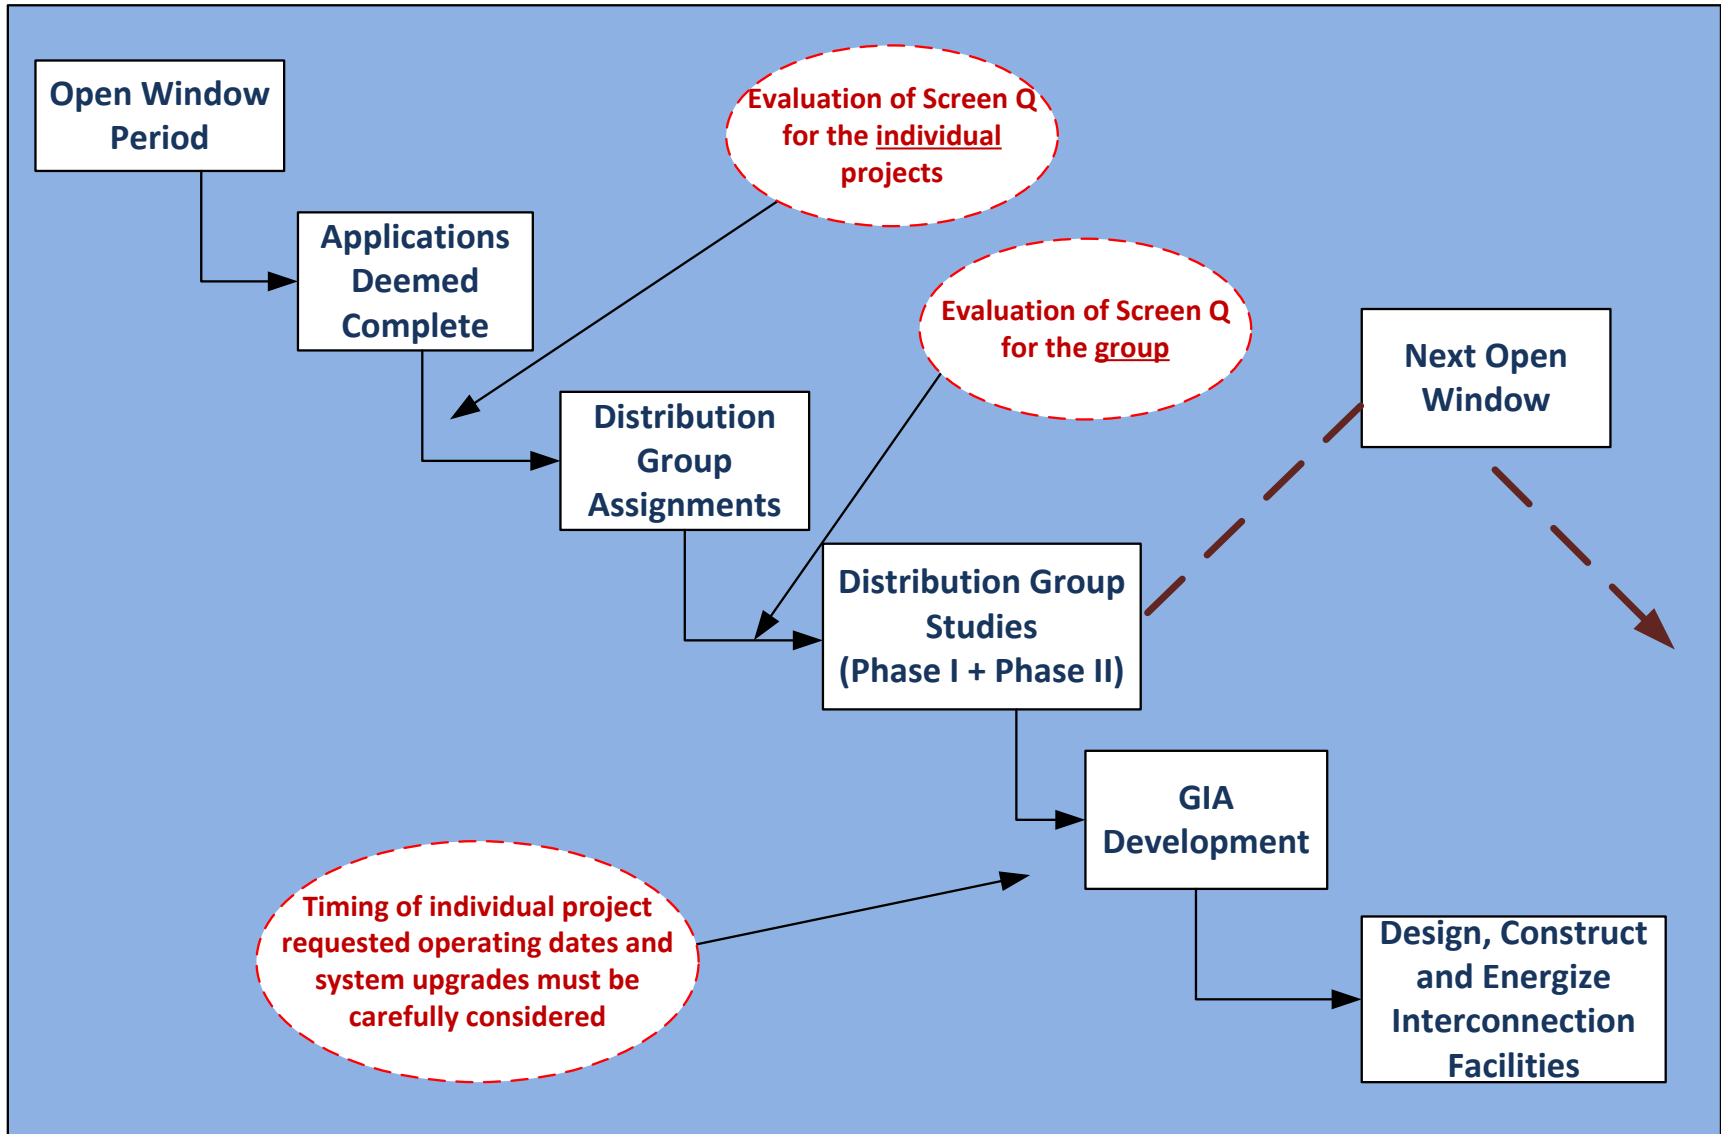 Open Window
Period
Evaluation of Screen Q
for the individual
projects
Applications
Deemed
Complete
Evaluation of Screen Q
for the group
Next Open
Window
Distribution
Group
Assignments
Distribution Group
Studies
(Phase I + Phase II)
GIA
Development
Timing of individual project
requested operating dates and
system upgrades must be
carefully considered
Design, Construct
and Energize
Interconnection
Facilities